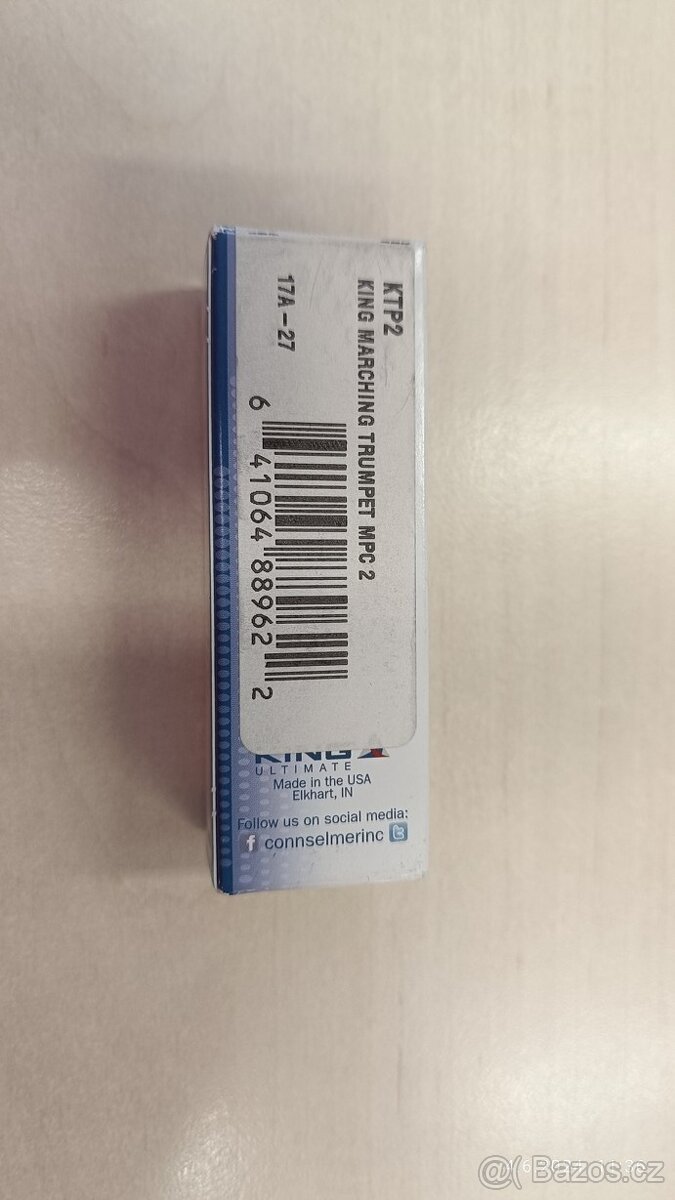 KTP2
KING MARCHING TRUMPET MPC 2
17A-27
6 41064 88962 2
KING
ULTIMATE
Made in the USA
Elkhart, IN
Follow us on social media:
f connselmerinc t
@ Bazos.cz